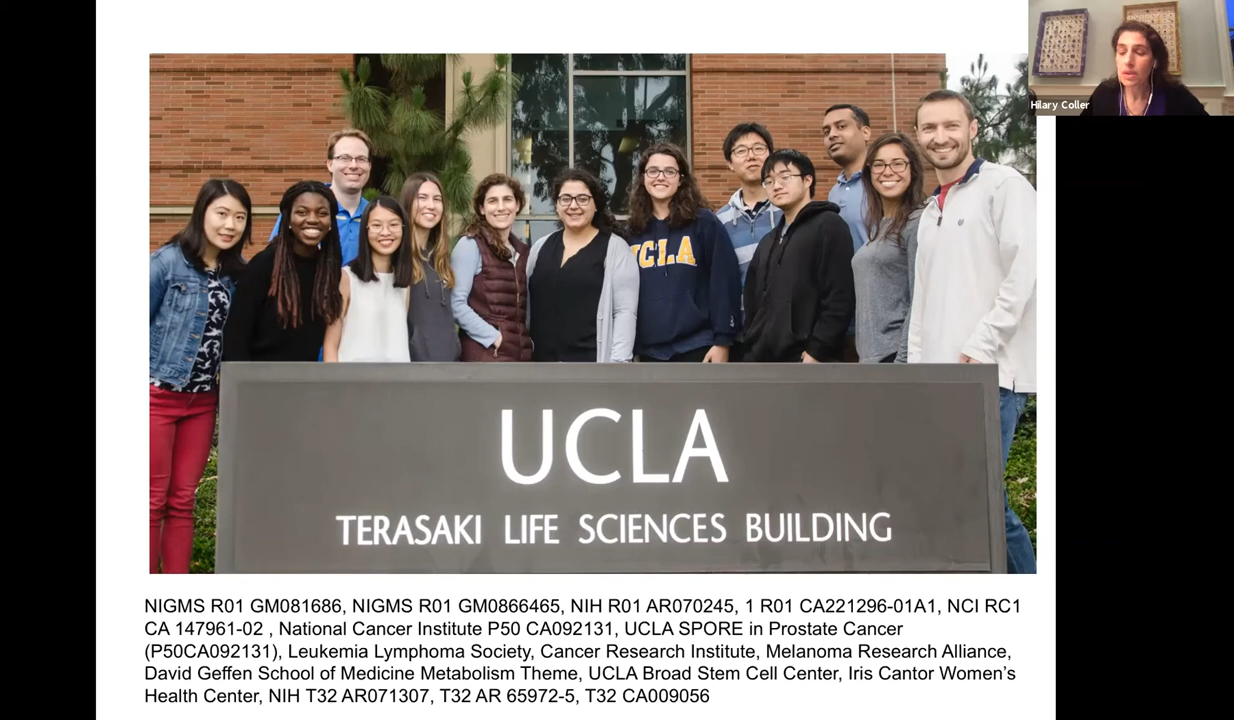 Hilary Coller
UCLA
UCLA
TERASAKI LIFE SCIENCES BUILDING
NIGMS R01 GM081686, NIGMS R01 GM0866465, NIH R01 AR070245, 1 R01 CA221296-01A1, NCI RC1
CA 147961-02 , National Cancer Institute P50 CA092131, UCLA SPORE in Prostate Cancer
(P50CA092131), Leukemia Lymphoma Society, Cancer Research Institute, Melanoma Research Alliance,
David Geffen School of Medicine Metabolism Theme, UCLA Broad Stem Cell Center, Iris Cantor Women’s
Health Center, NIH T32 AR071307, T32 AR 65972-5, T32 CA009056